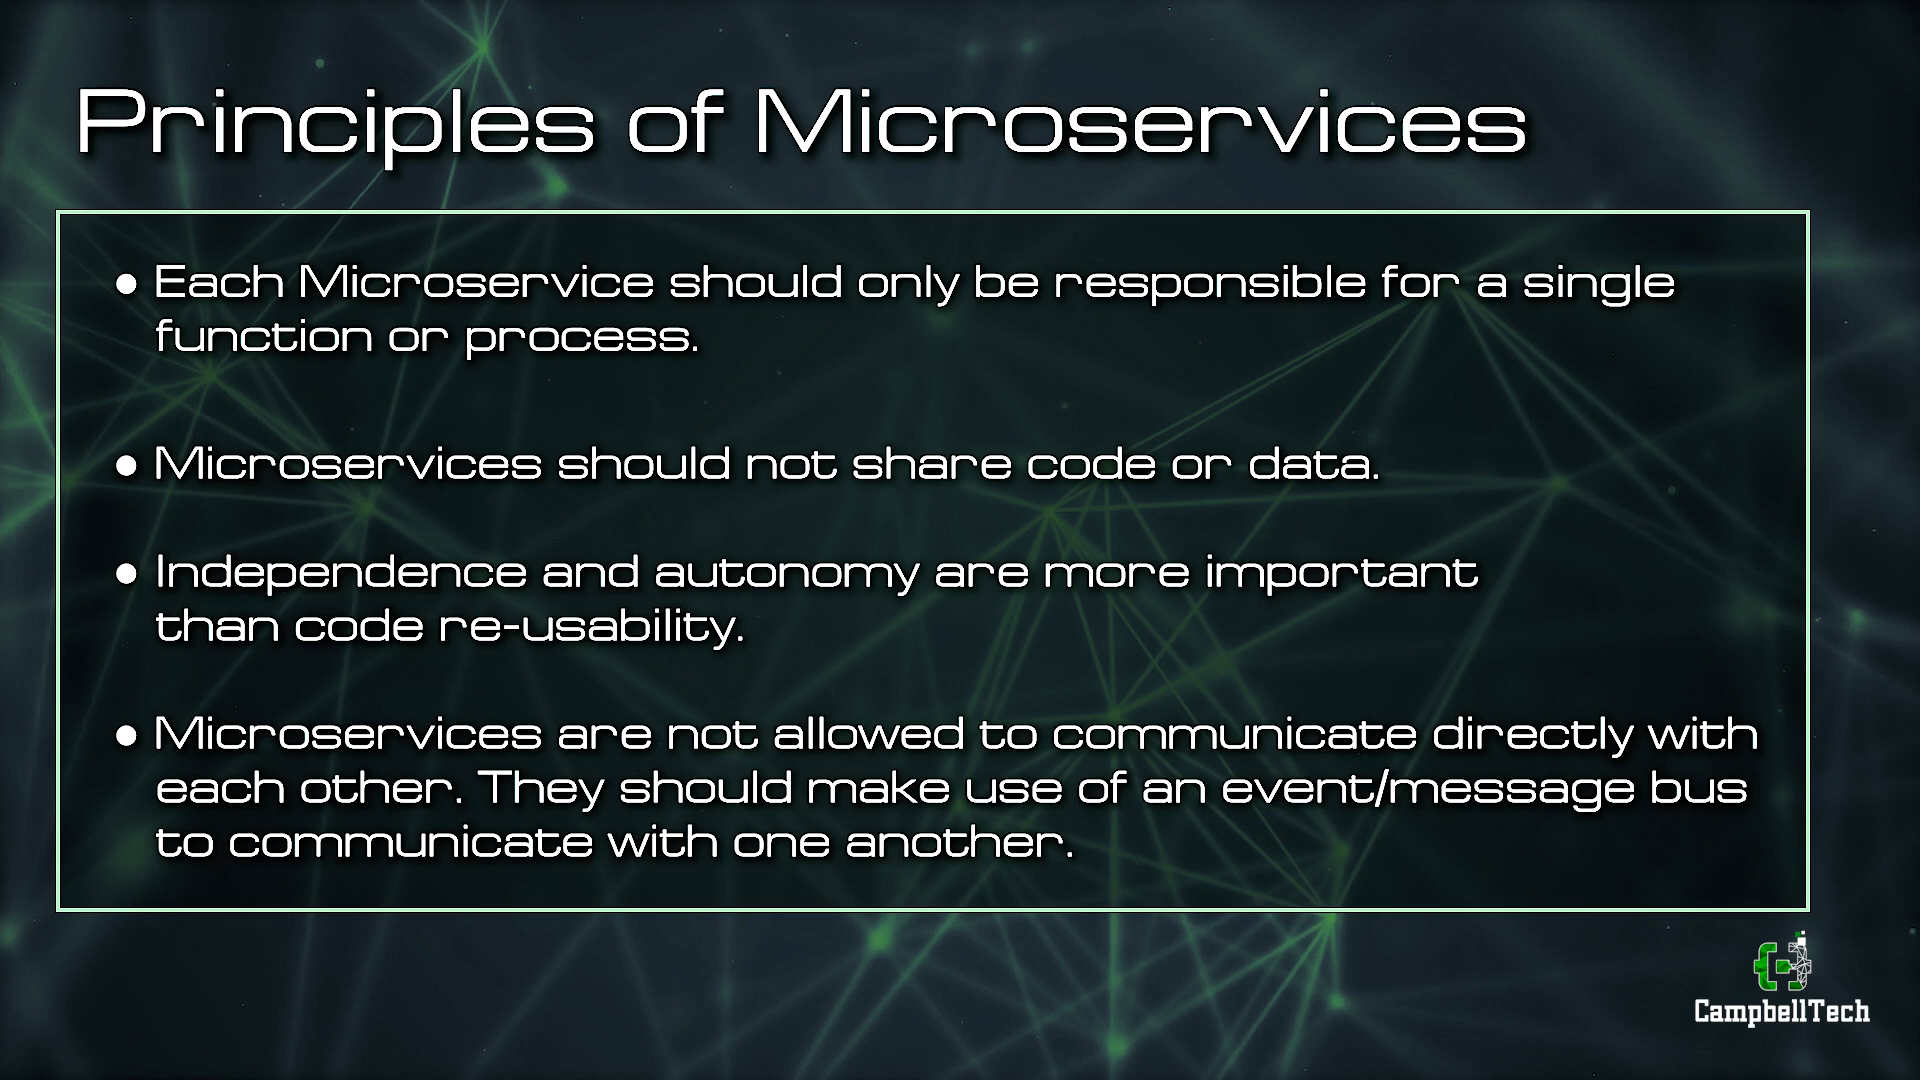 Principles of Microservices
● Each Microservice should only be responsible for a single
function or process.
● Microservices should not share code or data.
● Independence and autonomy are more important
than code re-usability.
● Microservices are not allowed to communicate directly with
each other. They should make use of an event/message bus
to communicate with one another.
CampbellTech